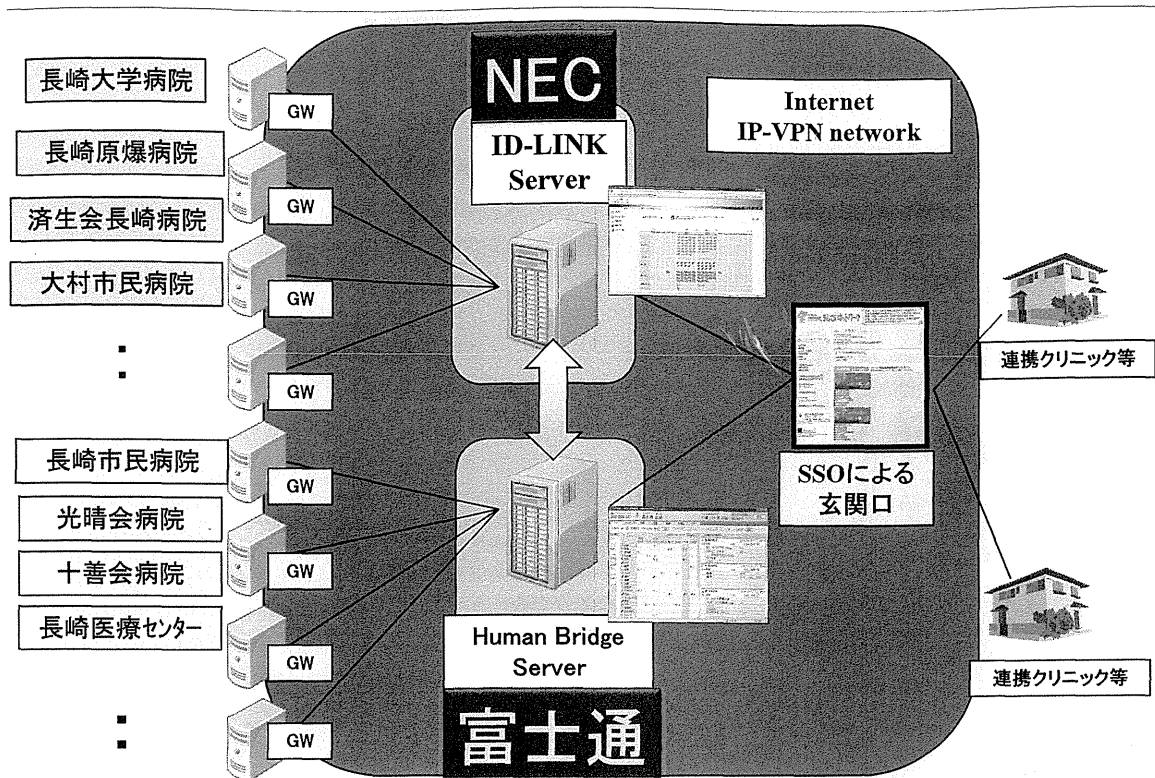 長崎大学病院
長崎原爆病院
済生会長崎病院
大村市民病院
長崎市民病院
光晴会病院
十善会病院
長崎医療センター
GW
GW
GW
GW
GW
GW
GW
GW
NEC
ID-LINK
Server
Human Bridge
Server
富士通
Internet
IP-VPN network
SSOによる
玄関口
連携クリニック等
連携クリニック等